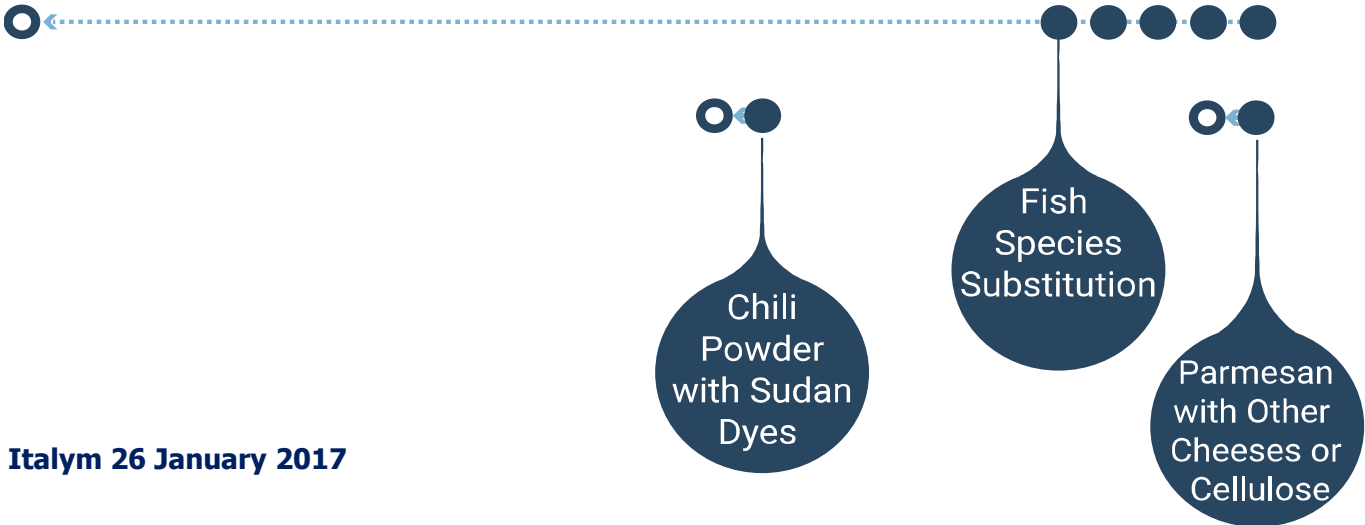 Fish
Species
Substitution
Chili
Powder
with Sudan
Dyes
Parmesan
with Other
Cheeses or
Cellulose
Italym 26 January 2017